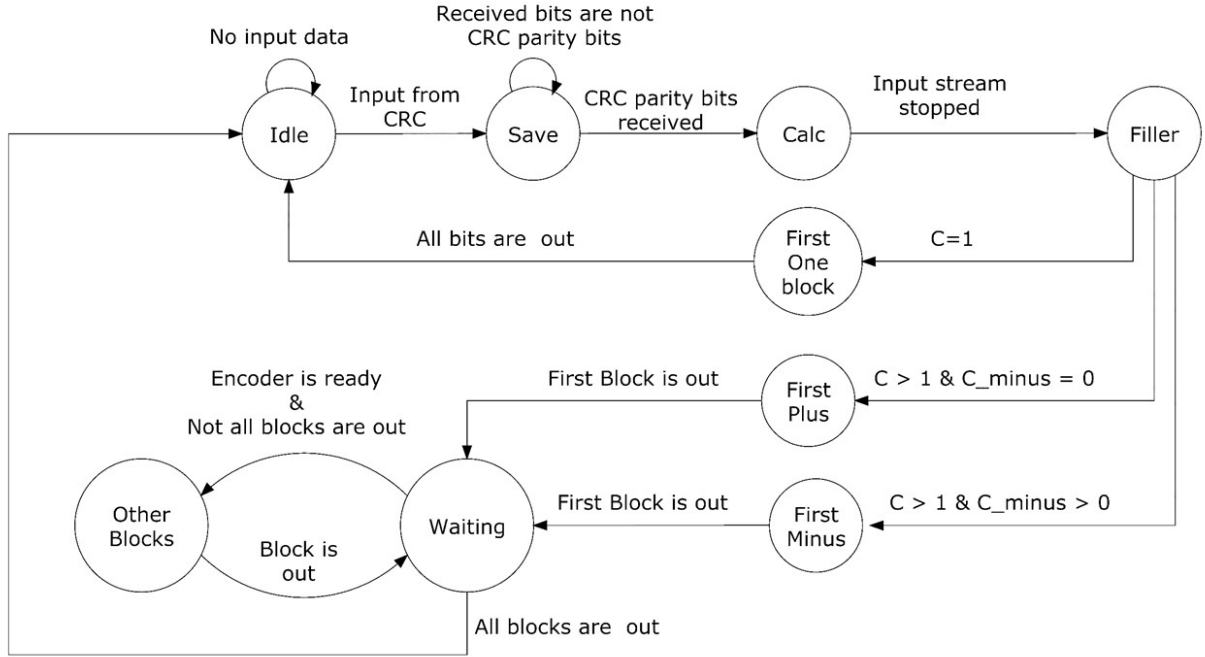 Received bits are not
CRC parity bits
No input data
Input from
CRC
CRC parity bits
received
Input stream
stopped
Idle
Save
Calc
Filler
All bits are out
First
One
block
C=1
Encoder is ready
&
Not all blocks are out
First Block is out
First
Plus
C > 1 & C_minus = 0
Other
Blocks
Block is
out
Waiting
First Block is out
First
Minus
C > 1 & C_minus > 0
All blocks are out